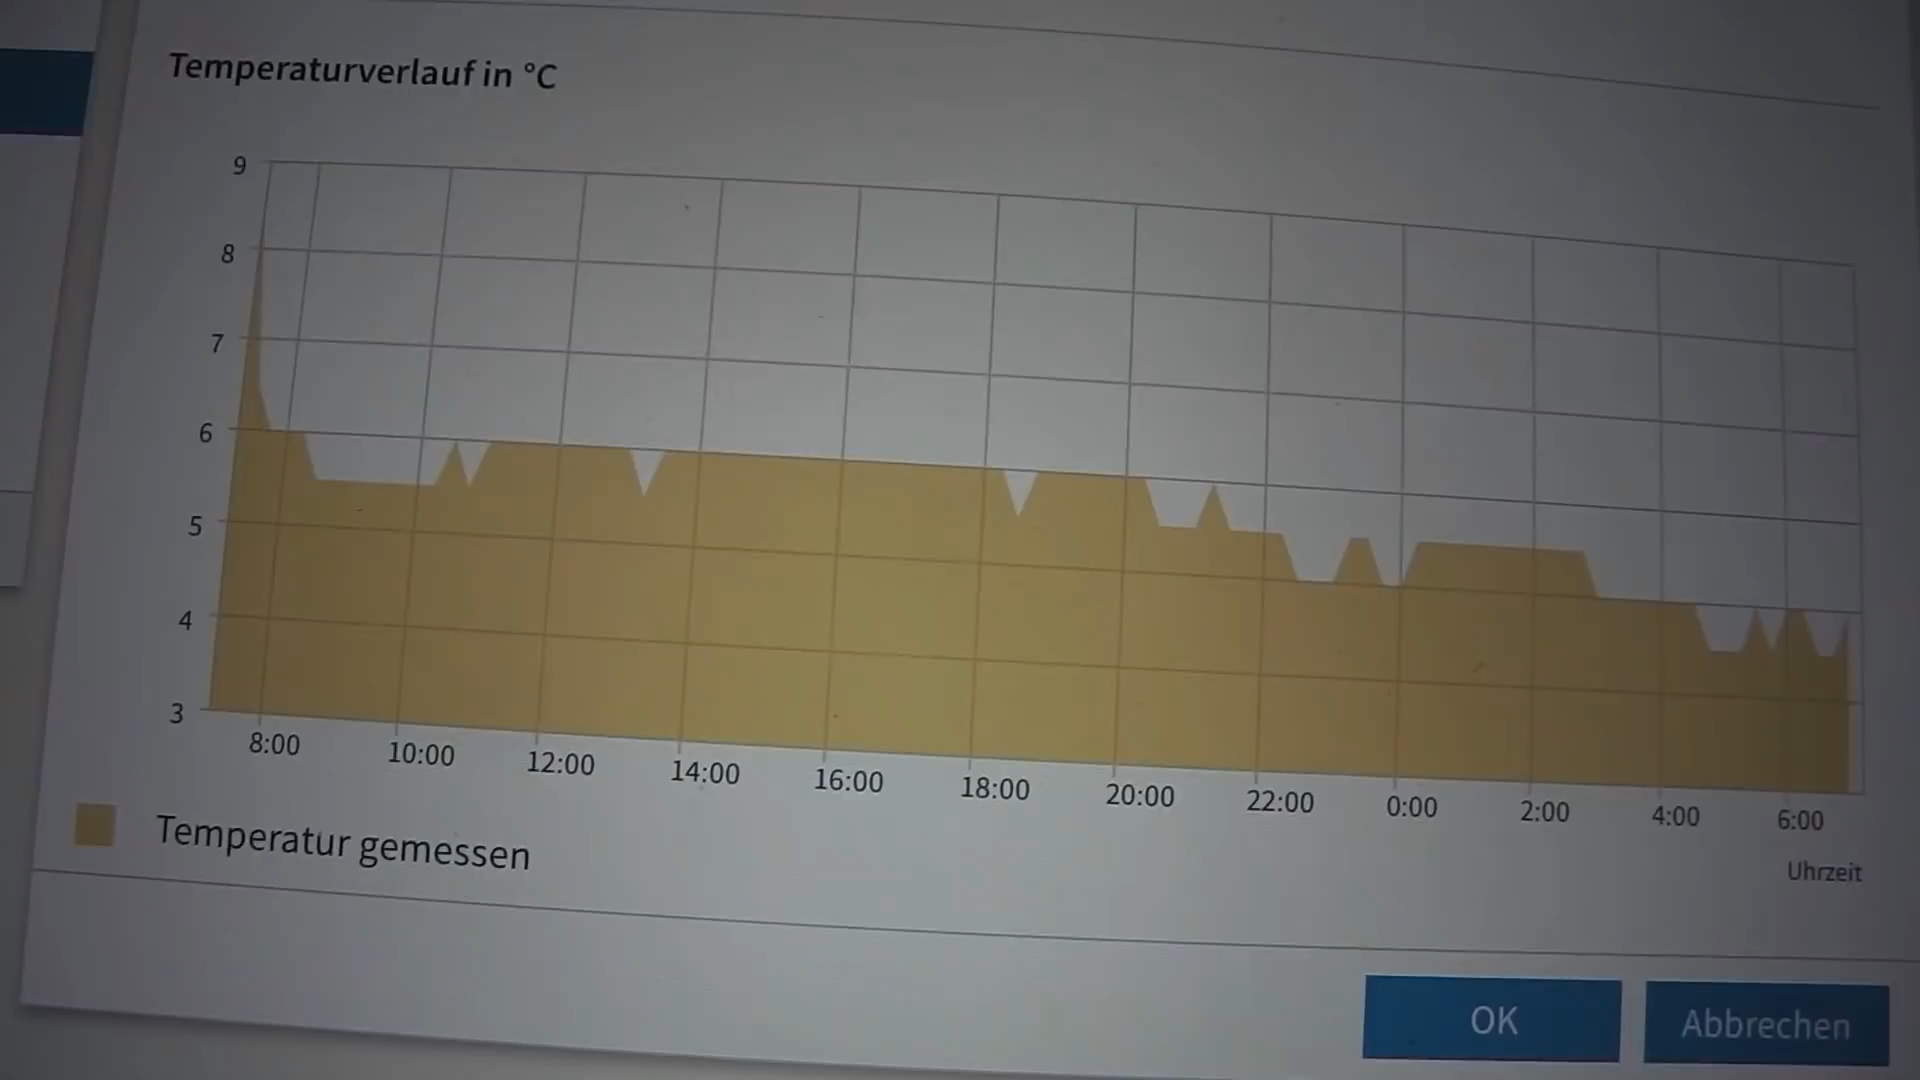 Temperaturverlauf in °C
9
8
7
6
5
4
3
8:00 10:00 12:00 14:00 16:00 18:00 20:00 22:00 0:00 2:00 4:00 6:00
Uhrzeit
Temperatur gemessen
OK Abbrechen